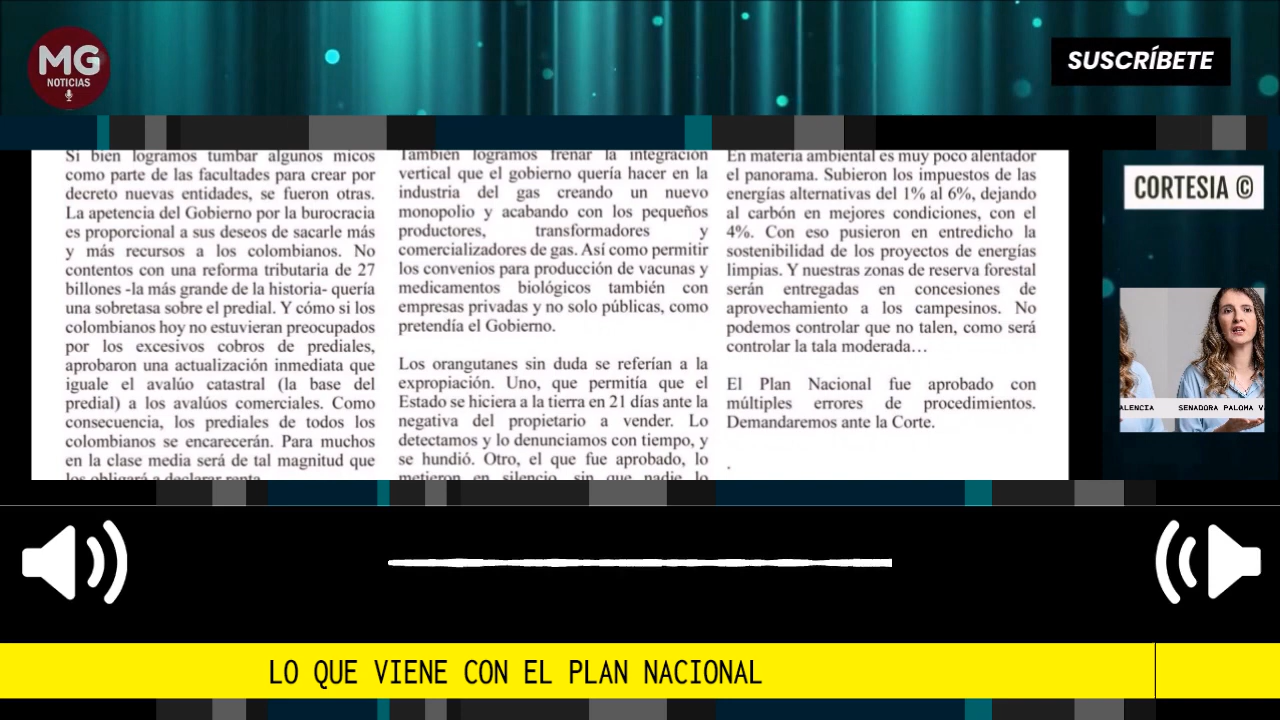 MG
NOTICIAS
SUSCRÍBETE
Si bien logramos tumbar algunos micos
como parte de las facultades para crear por
decreto nuevas entidades, se fueron otras.
La apetencia del Gobierno por la burocracia
es proporcional a sus deseos de sacarle más
y más recursos a los colombianos. No
contentos con una reforma tributaria de 27
billones -la más grande de la historia- quería
una sobretasa sobre el predial. Y cómo si los
colombianos hoy no estuvieran preocupados
por los excesivos cobros de prediales,
aprobaron una actualización inmediata que
iguale el avalúo catastral (la base del
predial) a los avalúos comerciales. Como
consecuencia, los prediales de todos los
colombianos se encarecerán. Para muchos
en la clase media será de tal magnitud que
los obligará a declarar renta.
También logramos frenar la integración
vertical que el gobierno quería hacer en la
industria del gas creando un nuevo
monopolio y acabando con los pequeños
productores, transformadores y
comercializadores de gas. Así como permitir
los convenios para producción de vacunas y
medicamentos biológicos también con
empresas privadas y no solo públicas, como
pretendía el Gobierno.
Los orangutanes sin duda se referían a la
expropiación. Uno, que permitía que el
Estado se hiciera a la tierra en 21 días ante la
negativa del propietario a vender. Lo
detectamos y lo denunciamos con tiempo, y
se hundió. Otro, el que fue aprobado, lo
metieron en silencio, sin que nadie lo
En materia ambiental es muy poco alentador
el panorama. Subieron los impuestos de las
energías alternativas del 1% al 6%, dejando
al carbón en mejores condiciones, con el
4%. Con eso pusieron en entredicho la
sostenibilidad de los proyectos de energías
limpias. Y nuestras zonas de reserva forestal
serán entregadas en concesiones de
aprovechamiento a los campesinos. No
podemos controlar que no talen, como será
controlar la tala moderada…
El Plan Nacional fue aprobado con
múltiples errores de procedimientos.
Demandaremos ante la Corte.
.
CORTESIA ©
ALENCIA SENADORA PALOMA V
LO QUE VIENE CON EL PLAN NACIONAL